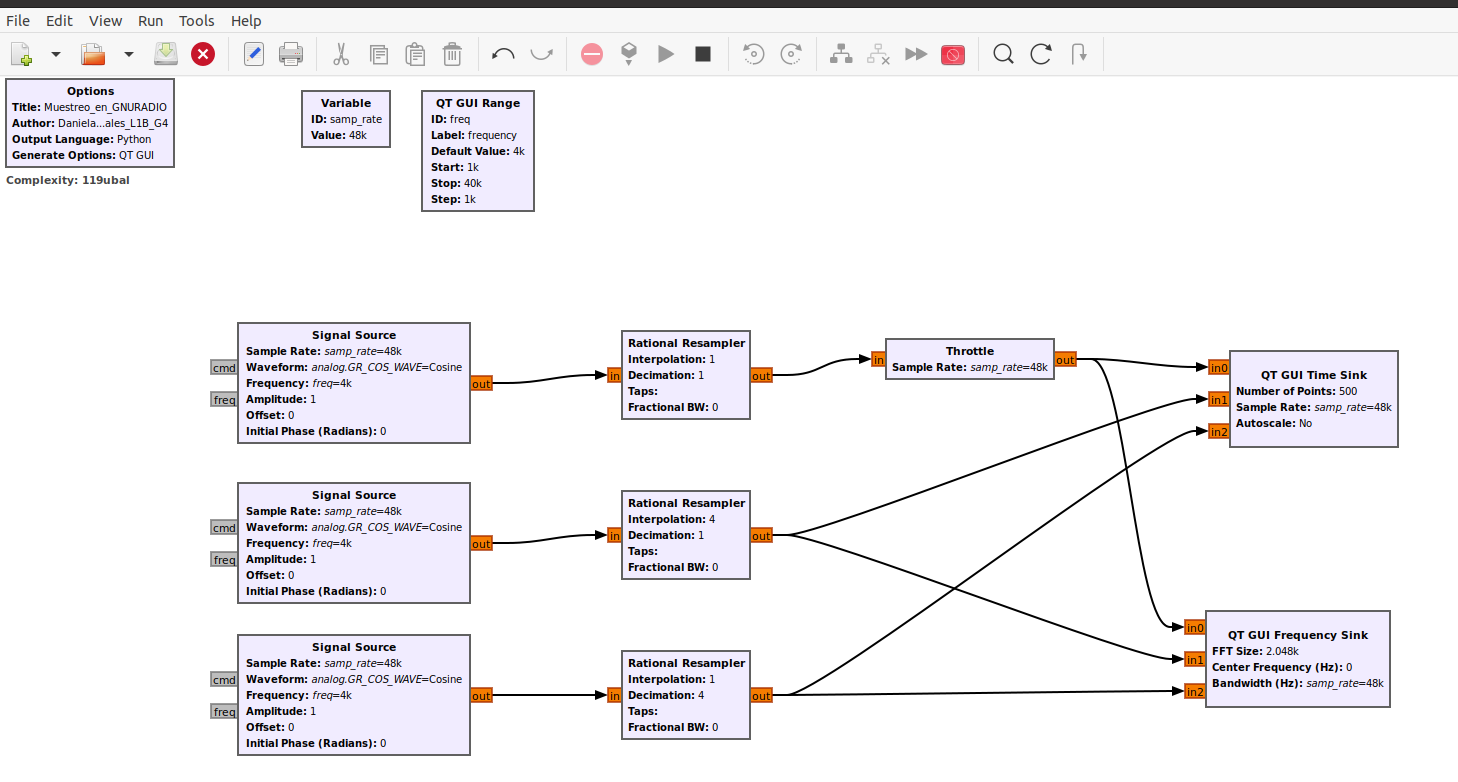 File Edit View Run Tools Help
Options
Title: Muestreo_en_GNURADIO
Author: Daniela...ales_L1B_G4
Output Language: Python
Generate Options: QT GUI
Complexity: 119ubal
Variable
ID: samp_rate
Value: 48k
QT GUI Range
ID: freq
Label: frequency
Default Value: 4k
Start: 1k
Stop: 40k
Step: 1k
cmd
freq
Signal Source
Sample Rate: samp_rate=48k
Waveform: analog.GR_COS_WAVE=Cosine
Frequency: freq=4k
Amplitude: 1
Offset: 0
Initial Phase (Radians): 0
out
in
Rational Resampler
Interpolation: 1
Decimation: 1
Taps:
Fractional BW: 0
out
in
Throttle
Sample Rate: samp_rate=48k
out
in0
in1
in2
QT GUI Time Sink
Number of Points: 500
Sample Rate: samp_rate=48k
Autoscale: No
cmd
freq
Signal Source
Sample Rate: samp_rate=48k
Waveform: analog.GR_COS_WAVE=Cosine
Frequency: freq=4k
Amplitude: 1
Offset: 0
Initial Phase (Radians): 0
out
in
Rational Resampler
Interpolation: 4
Decimation: 1
Taps:
Fractional BW: 0
out
cmd
freq
Signal Source
Sample Rate: samp_rate=48k
Waveform: analog.GR_COS_WAVE=Cosine
Frequency: freq=4k
Amplitude: 1
Offset: 0
Initial Phase (Radians): 0
out
in
Rational Resampler
Interpolation: 1
Decimation: 4
Taps:
Fractional BW: 0
out
in0
in1
in2
QT GUI Frequency Sink
FFT Size: 2.048k
Center Frequency (Hz): 0
Bandwidth (Hz): samp_rate=48k